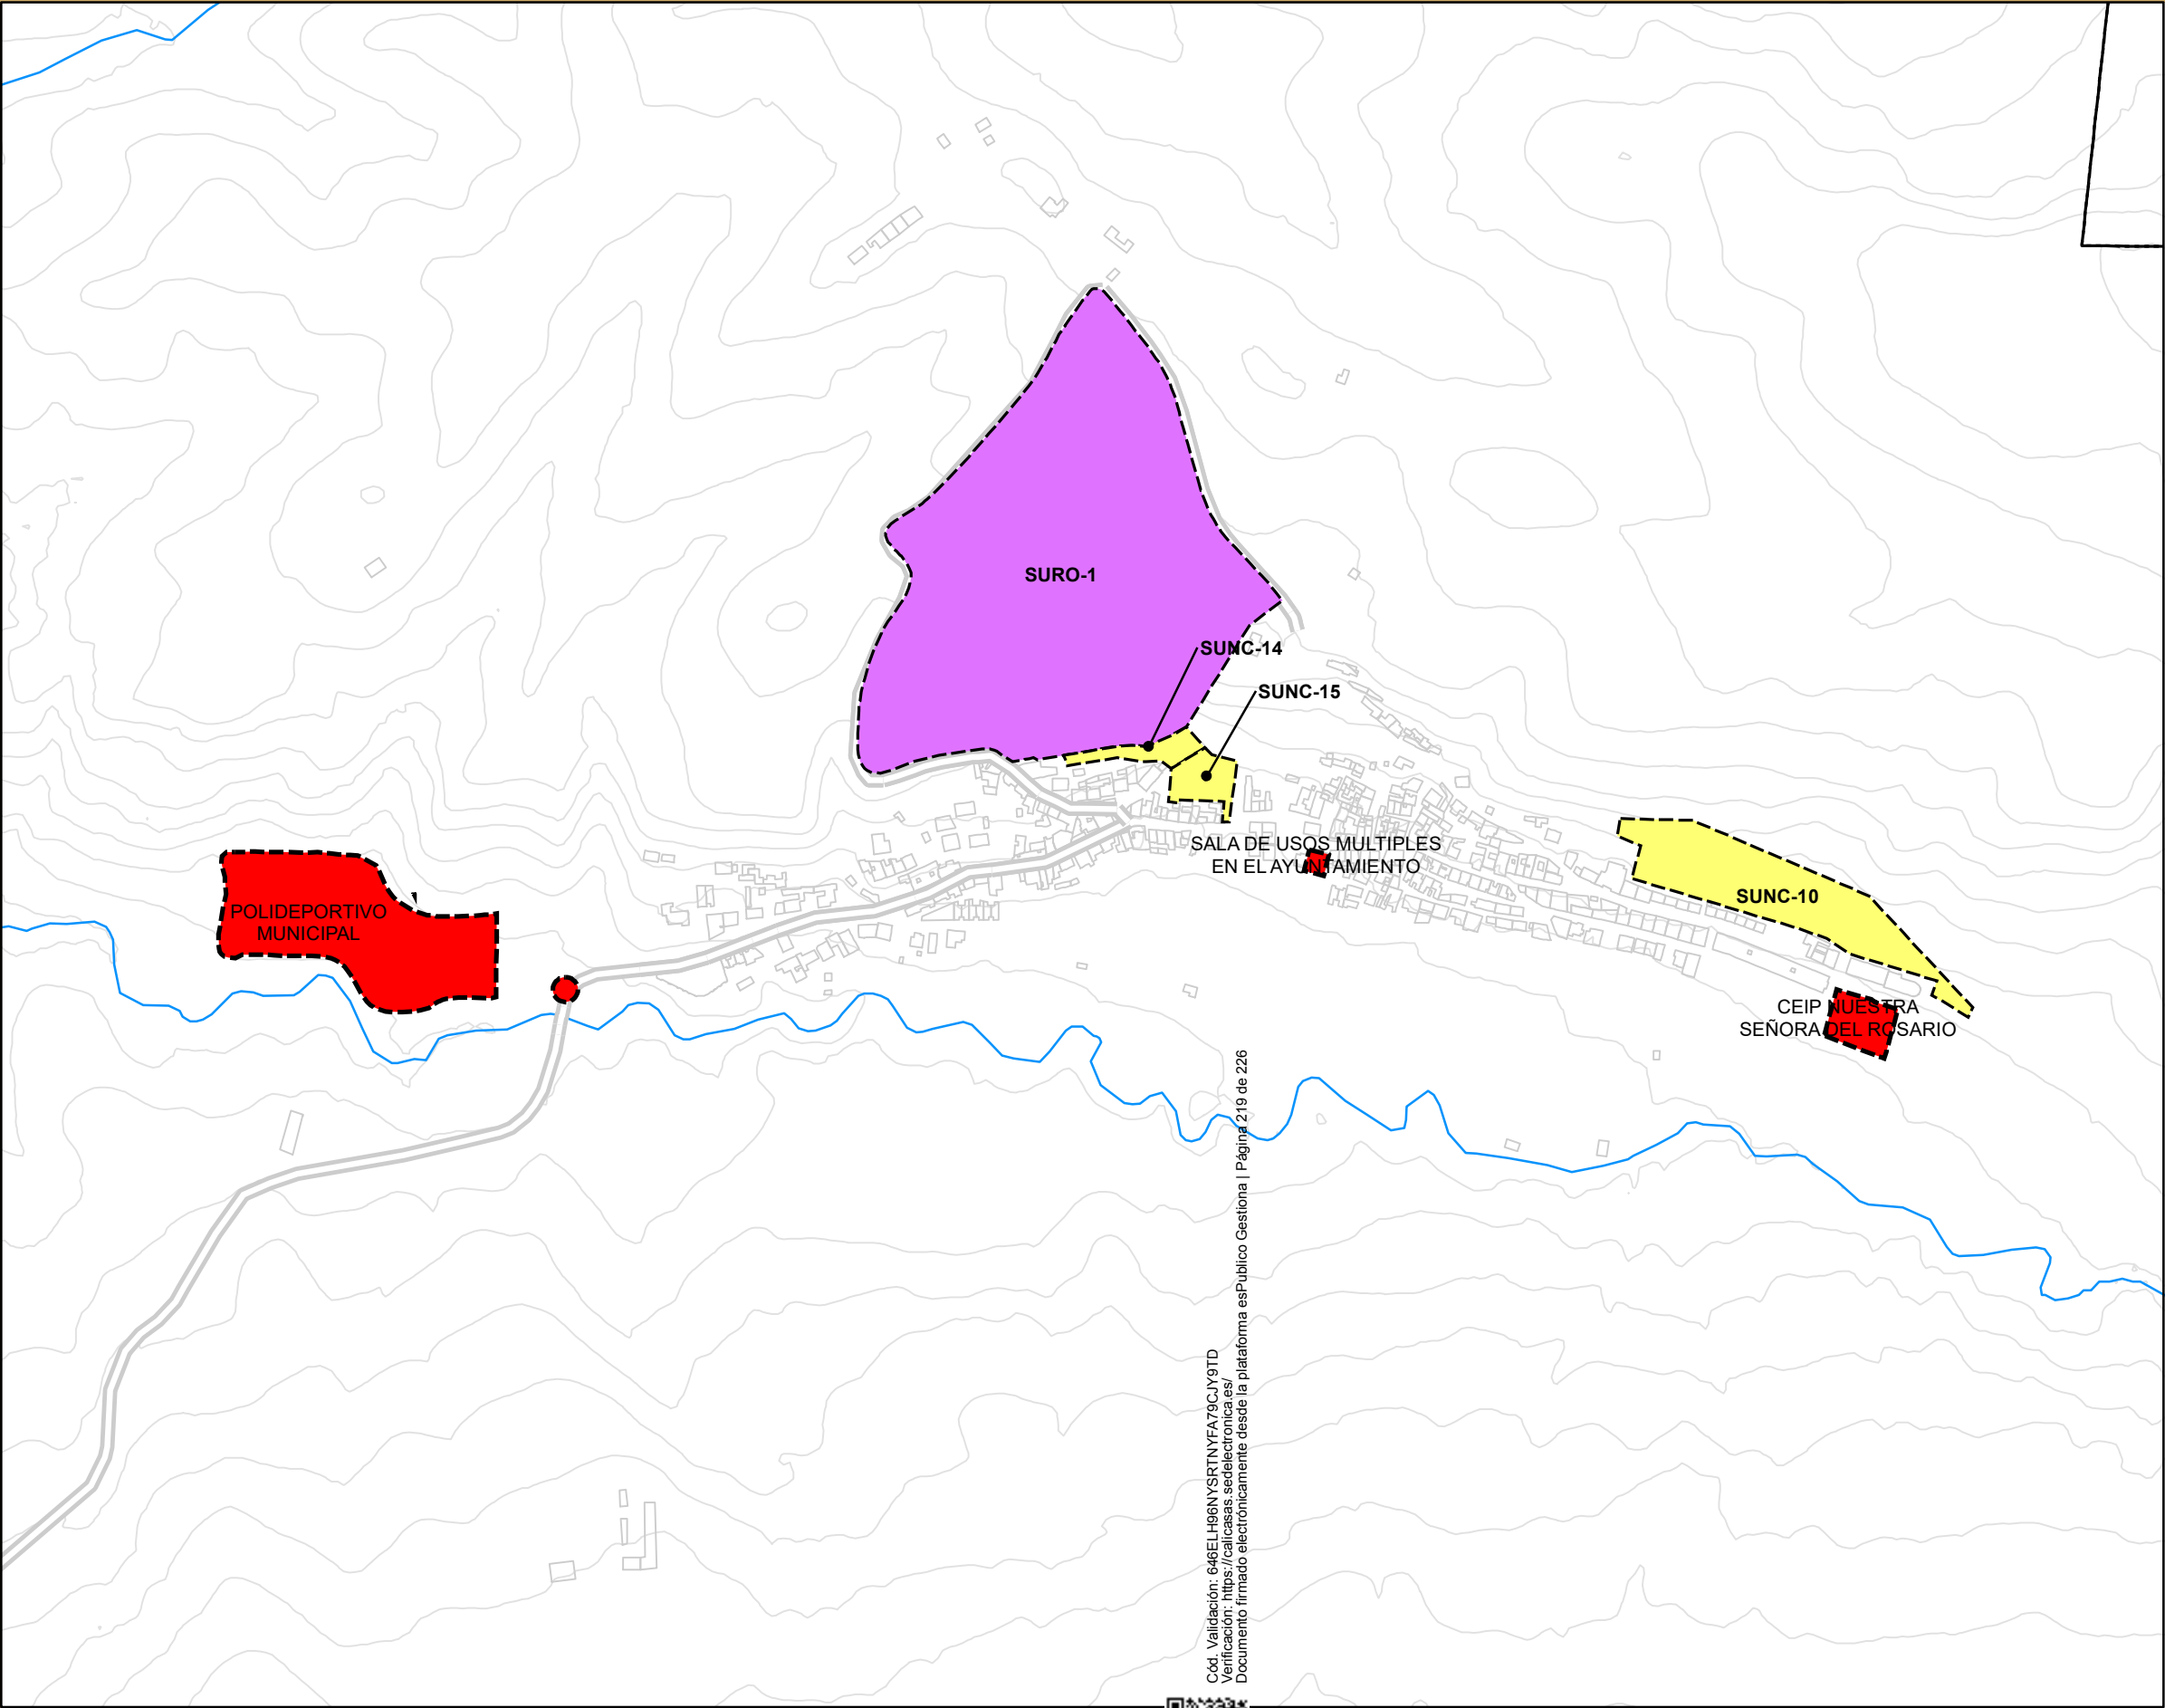 SURO-1
SUNC-14
SUNC-15
SALA DE USOS MULTIPLES
EN EL AYUNTAMIENTO
SUNC-10
POLIDEPORTIVO
MUNICIPAL
CEIP NUESTRA
SEÑORA DEL ROSARIO
Cód. Validación: 646ELH96NYSRTNYFA79CJY9TD
Verificación: https://calicasas.sedelectronica.es/
Documento firmado electrónicamente desde la plataforma esPublico Gestiona | Página 219 de 226